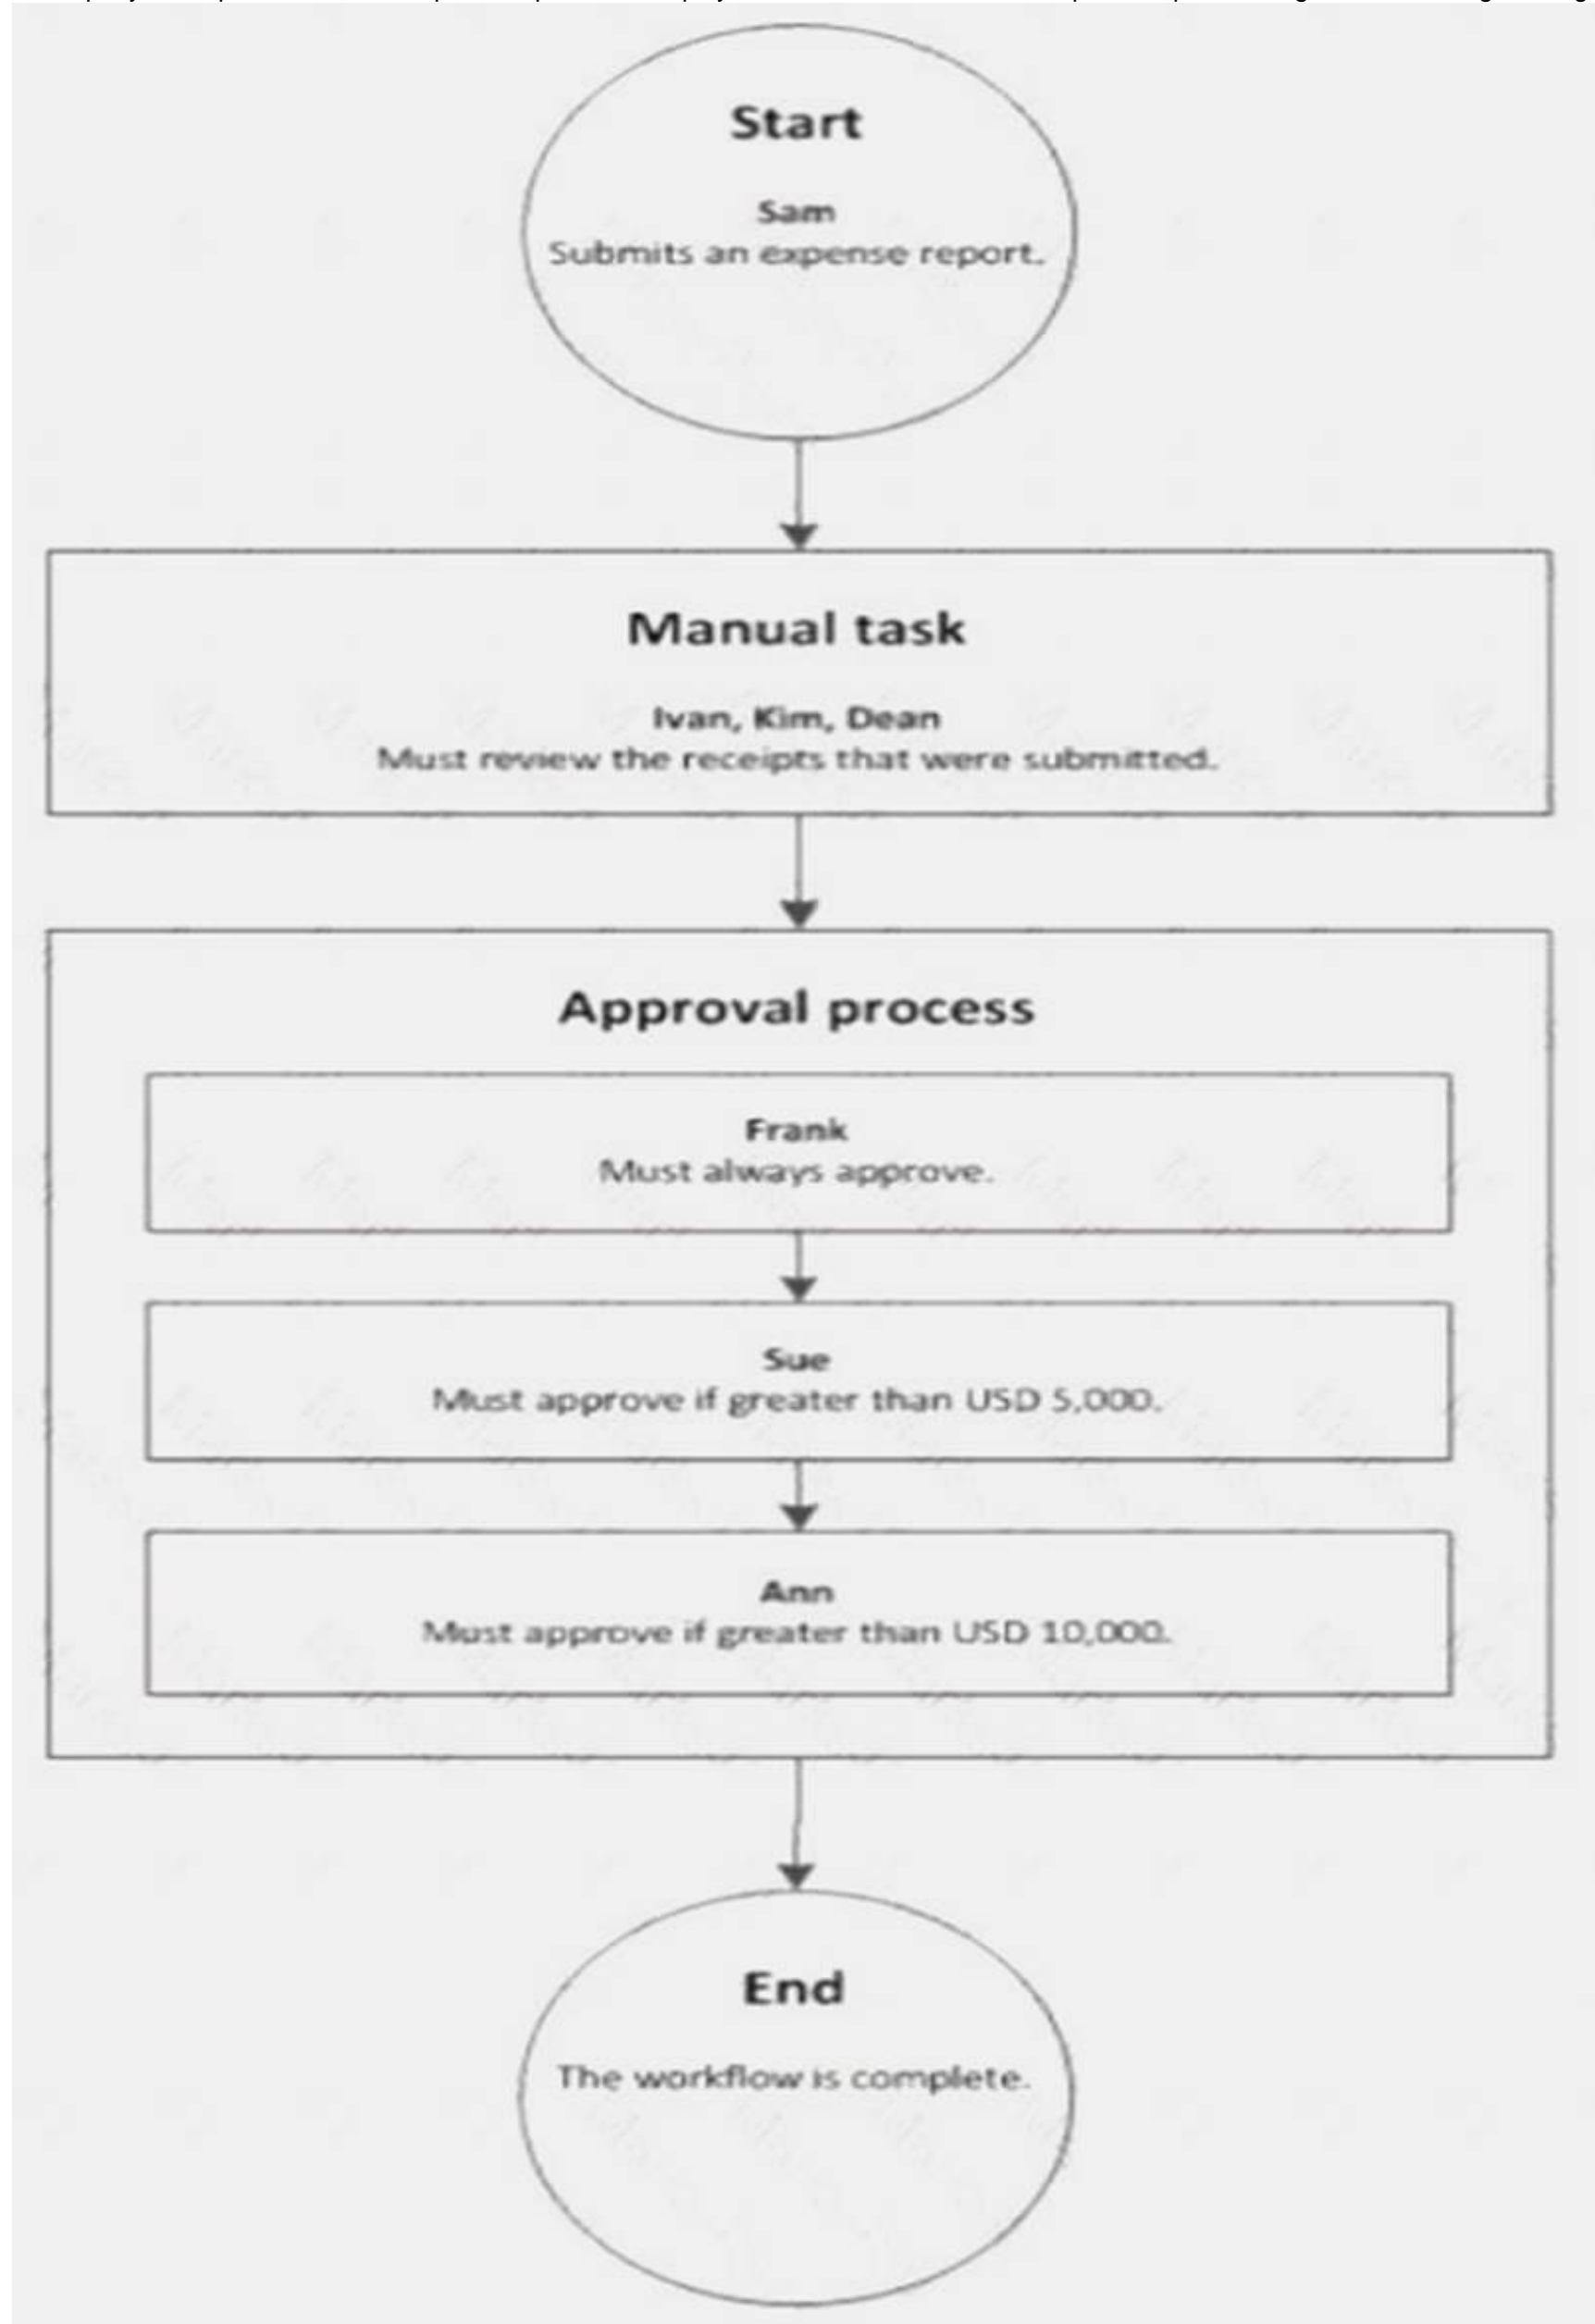 Start
Sam
Submits an expense report.
Manual task
Ivan, Kim, Dean
Must review the receipts that were submitted.
Approval process
Frank
Must always approve.
Sue
Must approve if greater than USD 5,000.
Ann
Must approve if greater than USD 10,000.
End
The workflow is complete.